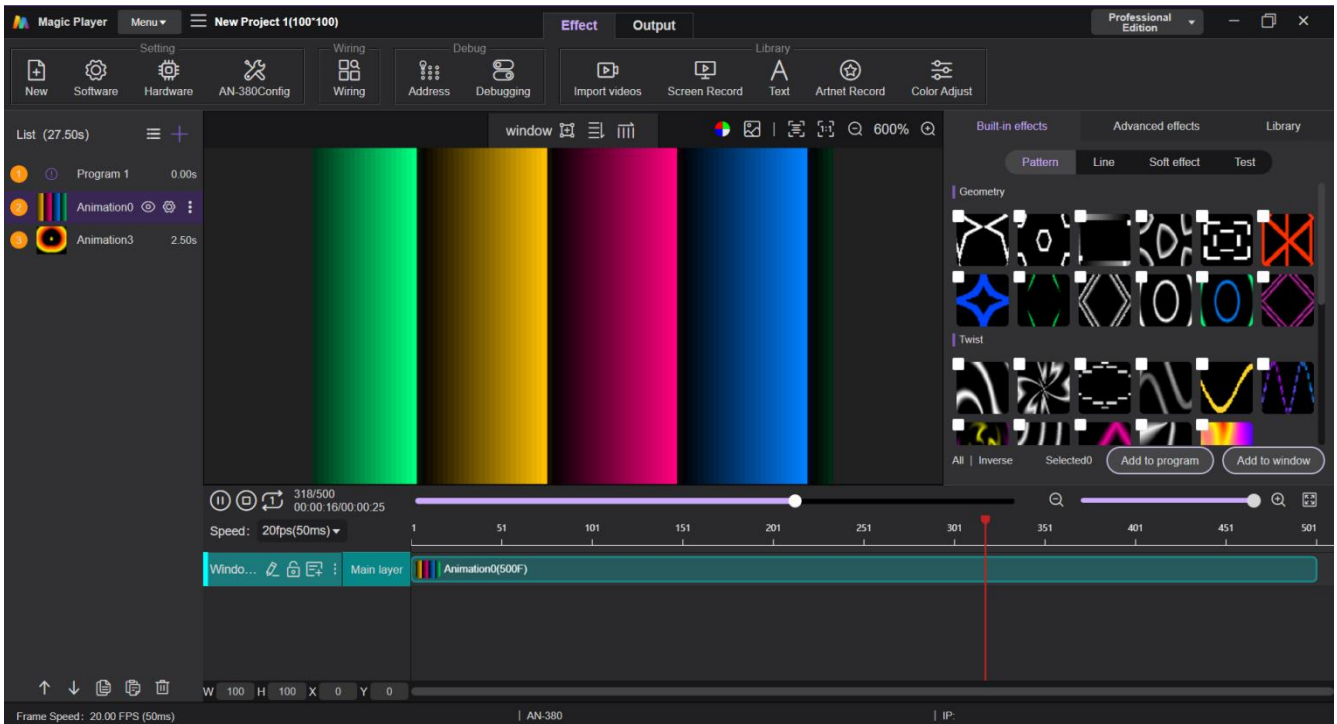 Magic Player Menu▾ New Project 1(100*100) Effect Output Professional Edition
Setting Wiring Debug Library
New Software Hardware AN-380Config Wiring Address Debugging Import videos Screen Record Text Artnet Record Color Adjust
List (27.50s)
window
600%
Built-in effects Advanced effects Library
Pattern Line Soft effect Test
1 Program 1 0.00s
2 Animation0
3 Animation3 2.50s
Geometry
Twist
All | Inverse Selected0 Add to program Add to window
318/500
00:00:16/00:00:25
Speed: 20fps(50ms)▾
1 51 101 151 201 251 301 351 401 451 501
Windo... Main layer Animation0(500F)
W 100 H 100 X 0 Y 0
Frame Speed: 20.00 FPS (50ms) | AN-380 | IP: